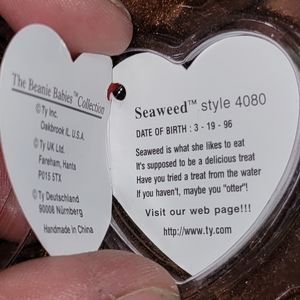 The Beanie Babies™ Collection
©Ty Inc.
Oakbrook IL. U.S.A.
©Ty UK Ltd.
Fareham, Hants
PO15 5TX
©Ty Deutschland
90008 Nürnberg
Handmade in China
Seaweed™ style 4080
DATE OF BIRTH : 3 - 19 - 96
Seaweed is what she likes to eat
It's supposed to be a delicious treat
Have you tried a treat from the water
If you haven't, maybe you "otter"!
Visit our web page!!!
http://www.ty.com